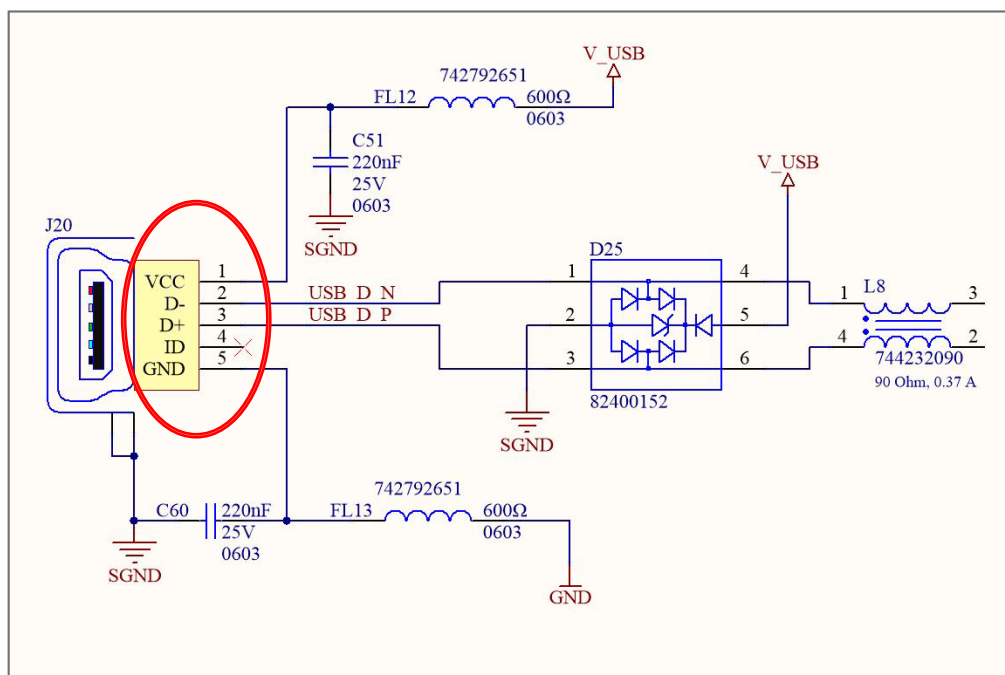 V_USB
742792651
FL12
600Ω
0603
C51
220nF
25V
0603
SGND
V_USB
J20
VCC 1
D- 2
D+ 3
ID 4
GND 5
USB_D_N
USB_D_P
D25
1
2
3
4
5
6
82400152
SGND
L8
1
3
4
2
744232090
90 Ohm, 0.37 A
C60
220nF
25V
0603
SGND
742792651
FL13
600Ω
0603
GND